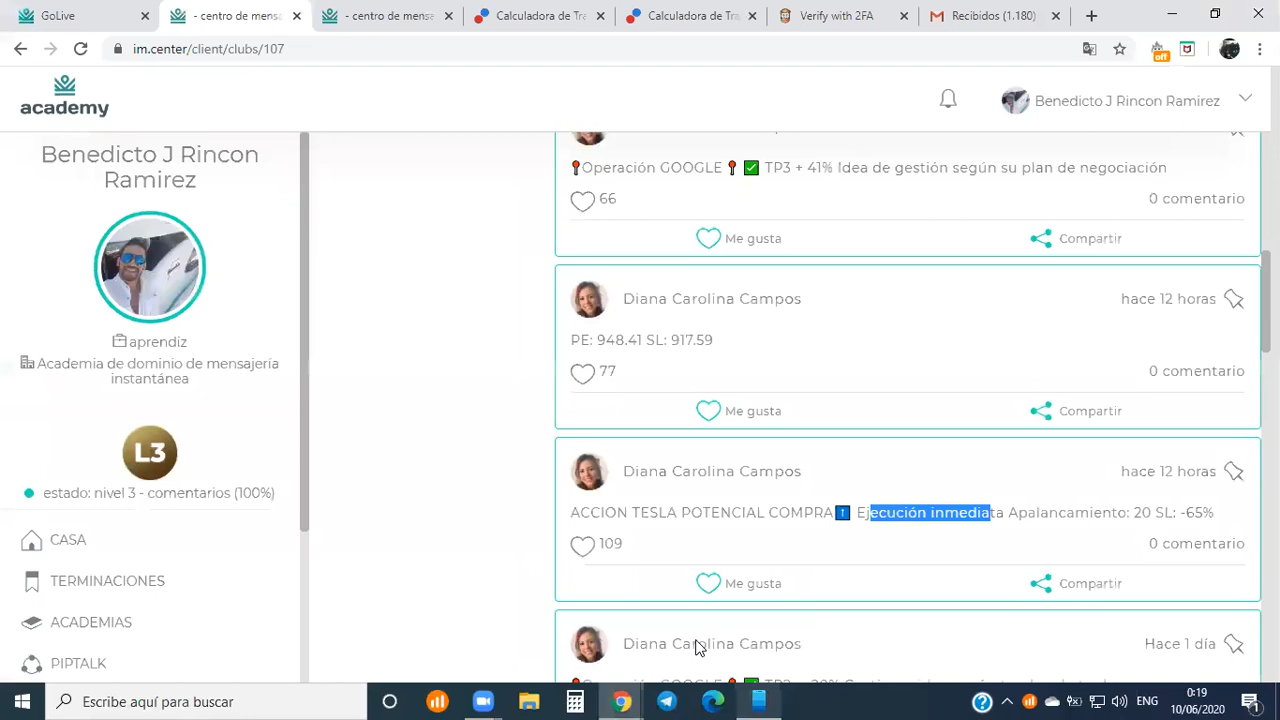 GoLive
- centro de mensa
- centro de mensa
Calculadora de Tra
Calculadora de Tra
Verify with 2FA
Recibidos (1.180)
im.center/client/clubs/107
off
academy
Benedicto J Rincon Ramirez
Benedicto J Rincon
Ramirez
aprendíz
Academia de dominio de mensajería
instantánea
L3
estado: nivel 3 - comentarios (100%)
CASA
TERMINACIONES
ACADEMIAS
PIPTALK
Operación GOOGLE TP3 + 41% Idea de gestión según su plan de negociación
66 0 comentario
Me gusta Compartir
Diana Carolina Campos hace 12 horas
PE: 948.41 SL: 917.59
77 0 comentario
Me gusta Compartir
Diana Carolina Campos hace 12 horas
ACCION TESLA POTENCIAL COMPRA⬆️ Ejecución inmediata Apalancamiento: 20 SL: -65%
109 0 comentario
Me gusta Compartir
Diana Carolina Campos Hace 1 día
Escribe aquí para buscar
ENG
0:19
10/06/2020
1